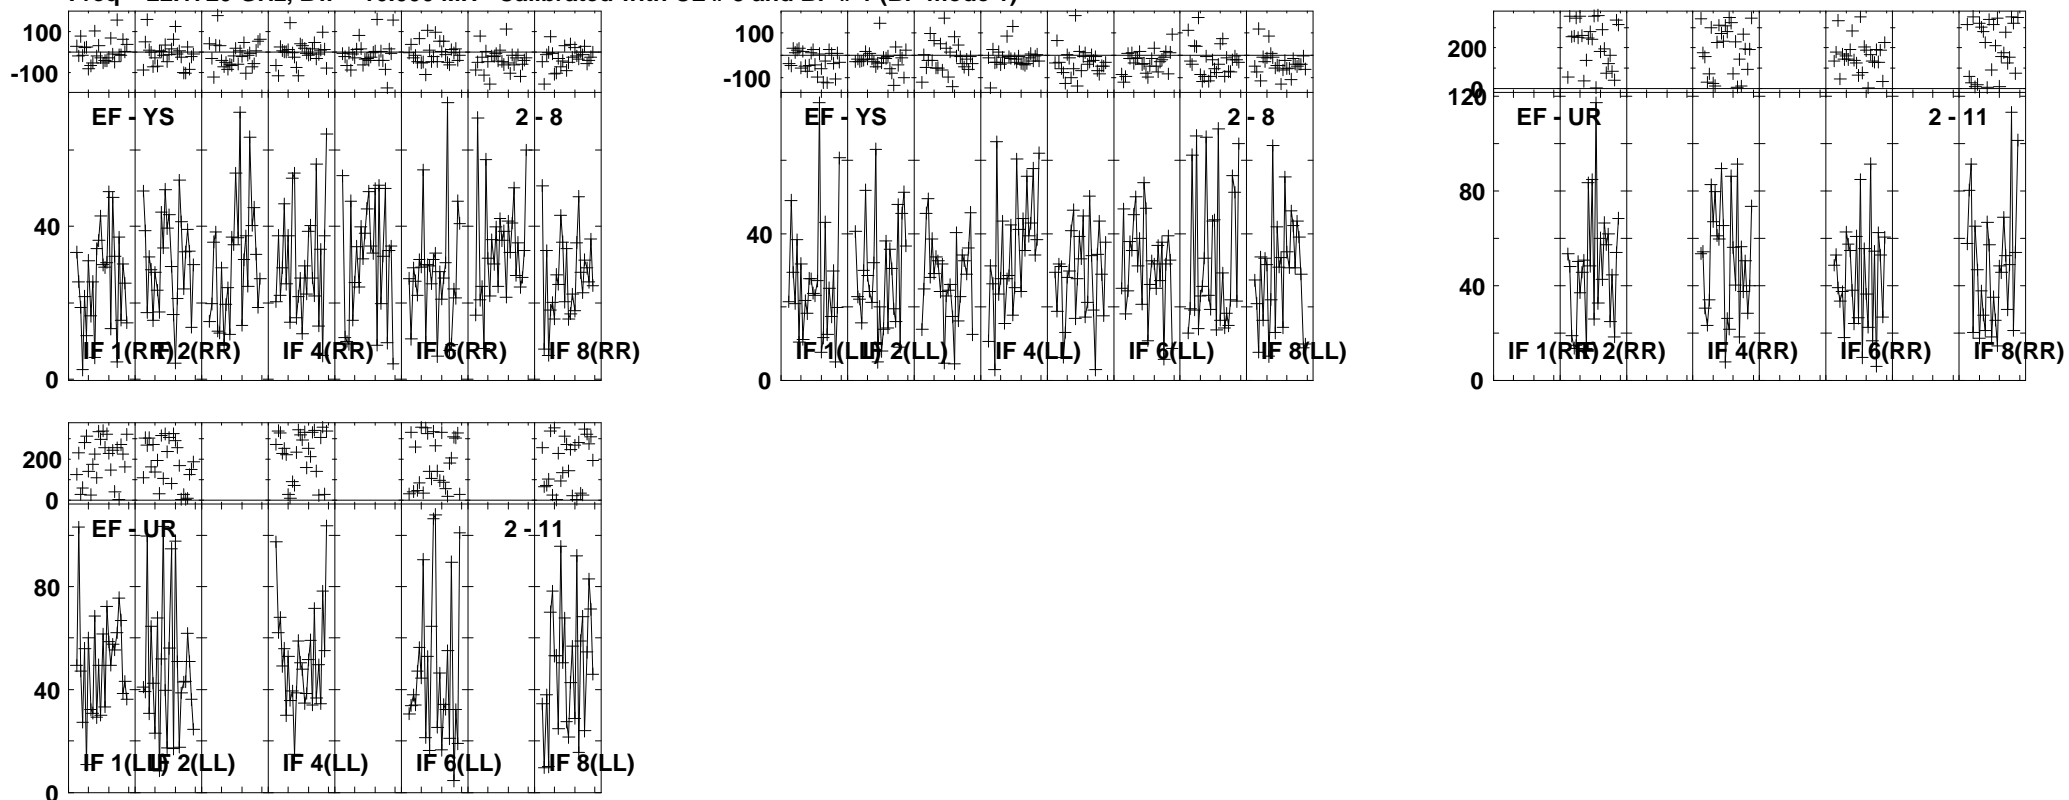 100
-100
EF - YS 2 - 8
40
0
IF 1(RR) 2(RR) IF 4(RR) IF 6(RR) IF 8(RR)
100
-100
EF - YS 2 - 8
40
0
IF 1(LL) IF 2(LL) IF 4(LL) IF 6(LL) IF 8(LL)
200
0
120
EF - UR 2 - 11
80
40
0
IF 1(RR) 2(RR) IF 4(RR) IF 6(RR) IF 8(RR)
200
0
EF - UR 2 - 11
80
40
0
IF 1(LL) IF 2(LL) IF 4(LL) IF 6(LL) IF 8(LL)